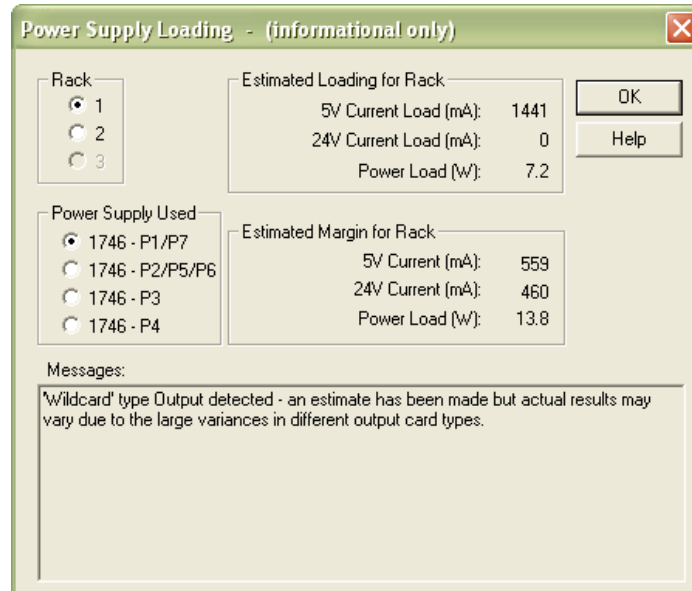 Power Supply Loading - (informational only)
Rack
1
2
3
Estimated Loading for Rack
5V Current Load (mA): 1441
24V Current Load (mA): 0
Power Load (W): 7.2
OK
Help
Power Supply Used
1746 - P1/P7
1746 - P2/P5/P6
1746 - P3
1746 - P4
Estimated Margin for Rack
5V Current (mA): 559
24V Current (mA): 460
Power Load (W): 13.8
Messages:
'Wildcard' type Output detected - an estimate has been made but actual results may
vary due to the large variances in different output card types.